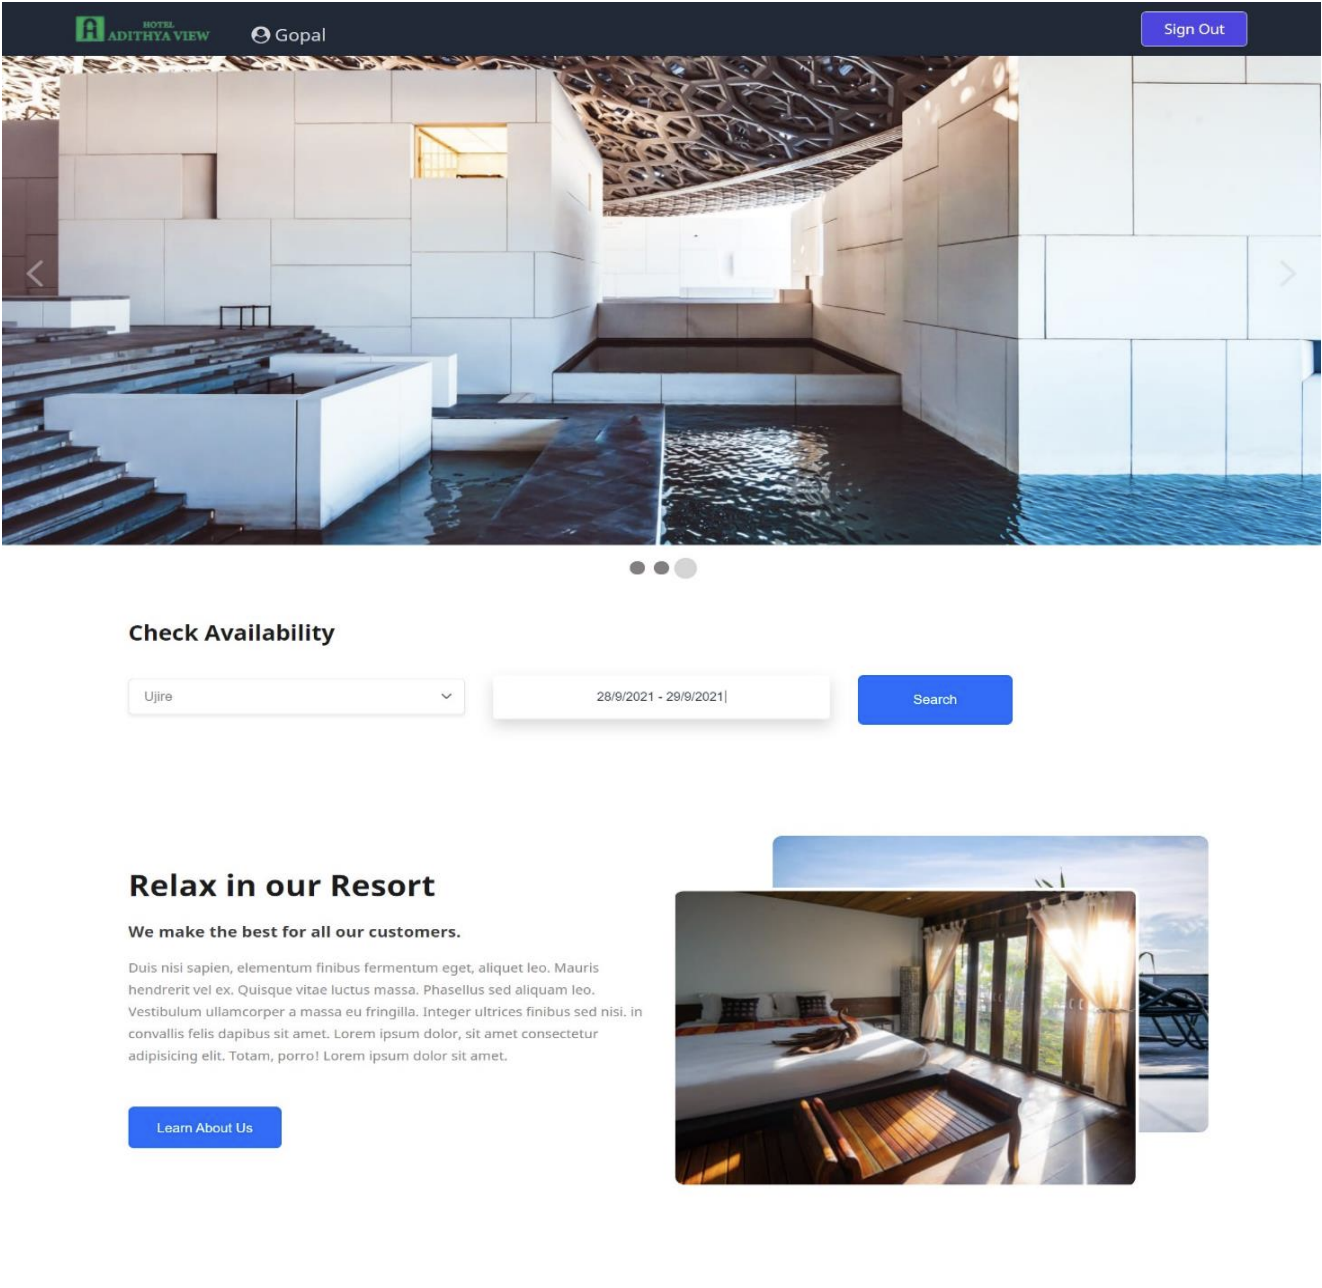 HOTEL
ADITHYA VIEW
Gopal
Sign Out
Check Availability
Ujire
28/9/2021 - 29/9/2021
Search
Relax in our Resort
We make the best for all our customers.
Duis nisi sapien, elementum finibus fermentum eget, aliquet leo. Mauris
hendrerit vel ex. Quisque vitae luctus massa. Phasellus sed aliquam leo.
Vestibulum ullamcorper a massa eu fringilla. Integer ultrices finibus sed nisi. in
convallis felis dapibus sit amet. Lorem ipsum dolor, sit amet consectetur
adipisicing elit. Totam, porro! Lorem ipsum dolor sit amet.
Learn About Us